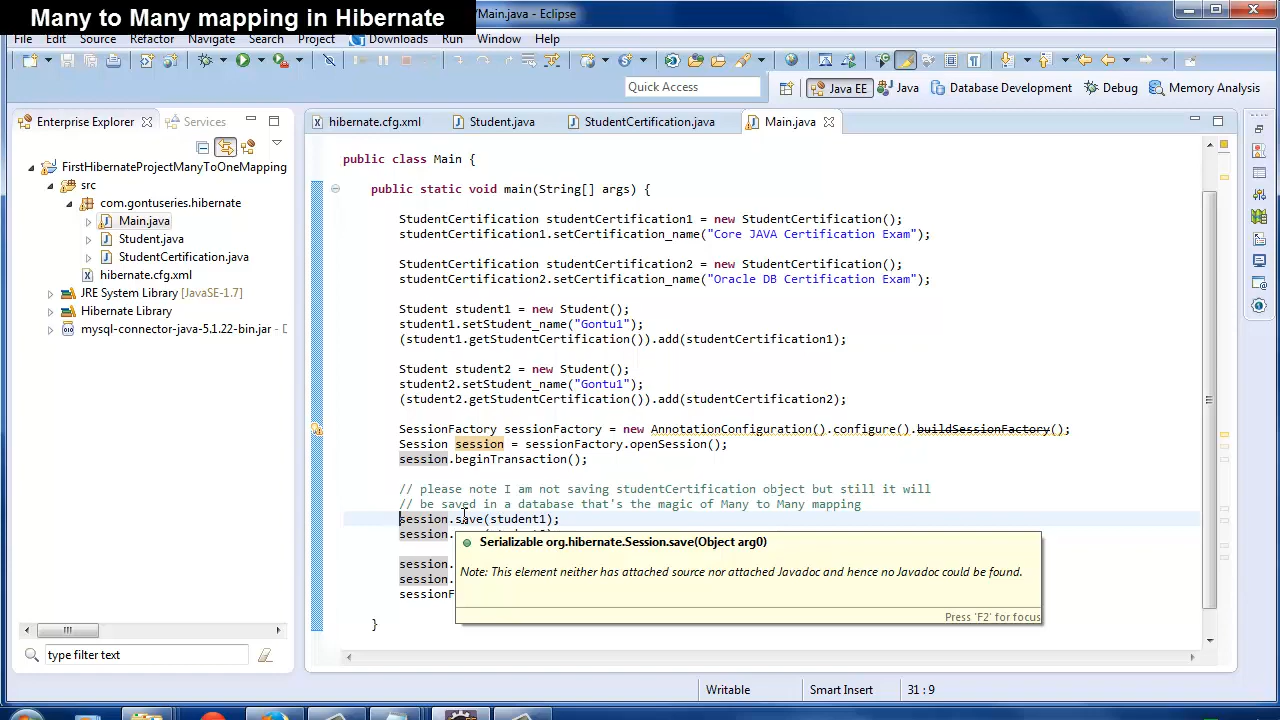 Many to Many mapping in Hibernate
/Main.java - Eclipse
File Edit Source Refactor Navigate Search Project Downloads Run Window Help
Quick Access
Java EE Java Database Development Debug Memory Analysis
Enterprise Explorer Services
hibernate.cfg.xml Student.java StudentCertification.java Main.java
FirstHibernateProjectManyToOneMapping
src
com.gontuseries.hibernate
Main.java
Student.java
StudentCertification.java
hibernate.cfg.xml
JRE System Library [JavaSE-1.7]
Hibernate Library
mysql-connector-java-5.1.22-bin.jar
type filter text
public class Main {
public static void main(String[] args) {
StudentCertification studentCertification1 = new StudentCertification();
studentCertification1.setCertification_name("Core JAVA Certification Exam");
StudentCertification studentCertification2 = new StudentCertification();
studentCertification2.setCertification_name("Oracle DB Certification Exam");
Student student1 = new Student();
student1.setStudent_name("Gontu1");
(student1.getStudentCertification()).add(studentCertification1);
Student student2 = new Student();
student2.setStudent_name("Gontu1");
(student2.getStudentCertification()).add(studentCertification2);
SessionFactory sessionFactory = new AnnotationConfiguration().configure().buildSessionFactory();
Session session = sessionFactory.openSession();
session.beginTransaction();
// please note I am not saving studentCertification object but still it will
// be saved in a database that's the magic of Many to Many mapping
session.save(student1);
session.
session.
session.
sessionF
}
Serializable org.hibernate.Session.save(Object arg0)
Note: This element neither has attached source nor attached Javadoc and hence no Javadoc could be found.
Press 'F2' for focus
Writable Smart Insert 31 : 9